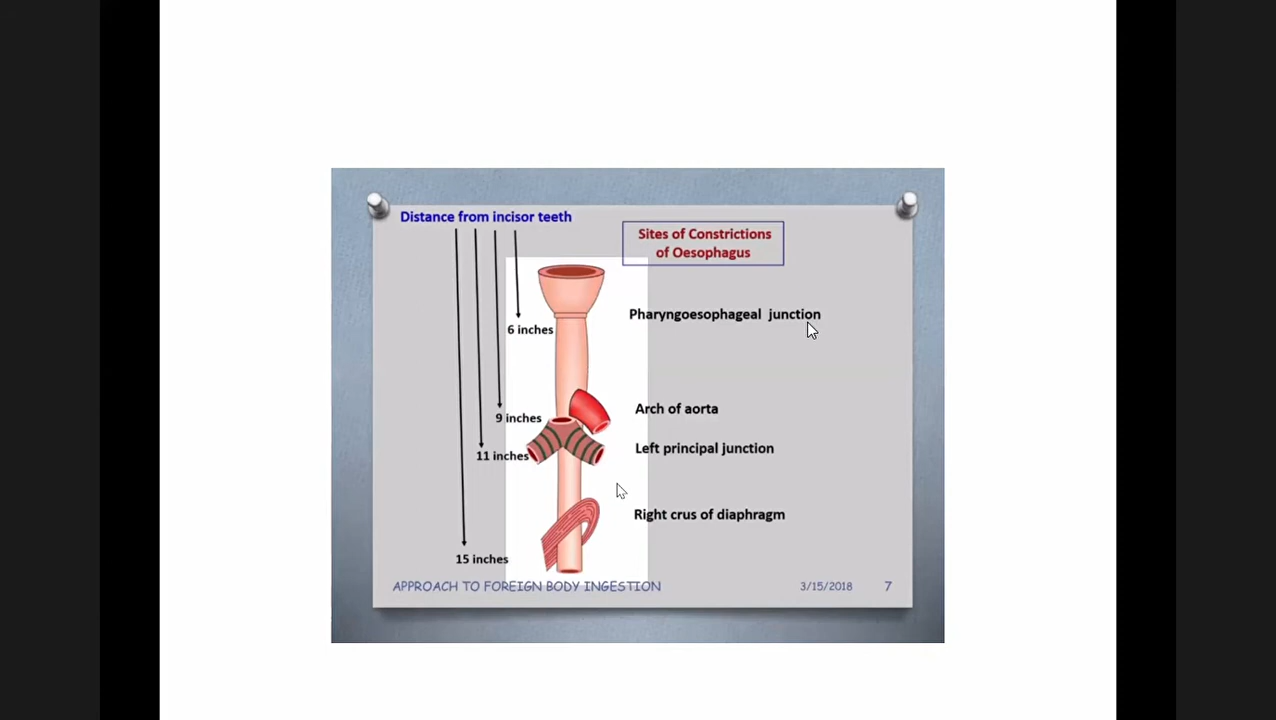 Distance from incisor teeth
Sites of Constrictions
of Oesophagus
Pharyngoesophageal junction
6 inches
Arch of aorta
9 inches
Left principal junction
11 inches
Right crus of diaphragm
15 inches
APPROACH TO FOREIGN BODY INGESTION
3/15/2018
7